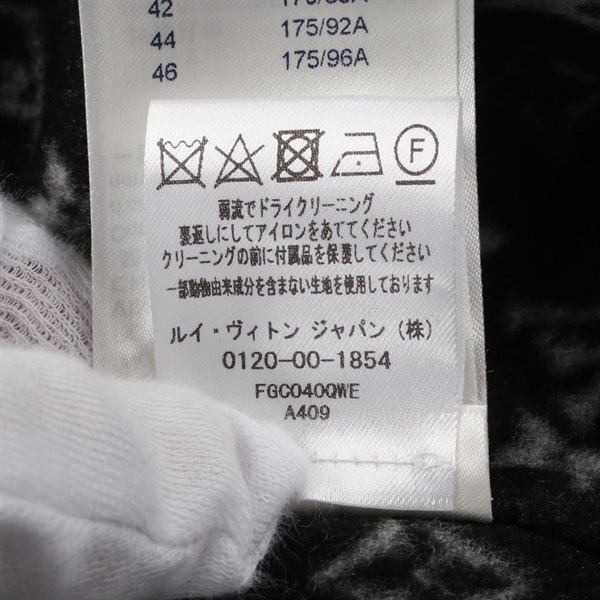 42
44 175/92A
46 175/96A
F
弱流でドライクリーニング
裏返しにしてアイロンをあててください
クリーニングの前に付属品を保護してください
一部動物由来成分を含まない生地を使用しています
ルイ・ヴィトン ジャパン (株)
0120-00-1854
FGCO40QWE
A409